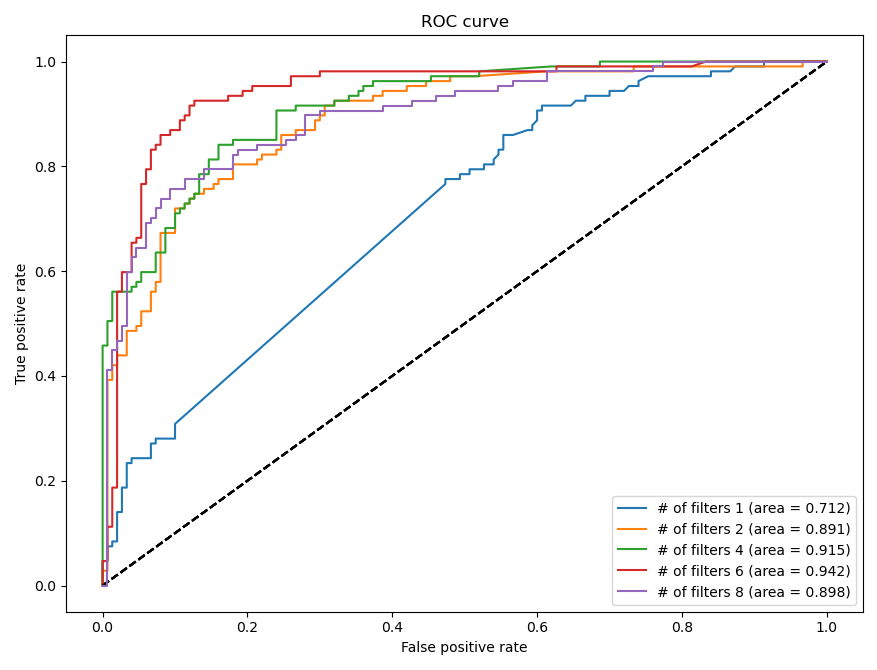 ROC curve
True positive rate
1.0
0.8
0.6
0.4
0.2
0.0
# of filters 1 (area = 0.712)
# of filters 2 (area = 0.891)
# of filters 4 (area = 0.915)
# of filters 6 (area = 0.942)
# of filters 8 (area = 0.898)
0.0 0.2 0.4 0.6 0.8 1.0
False positive rate